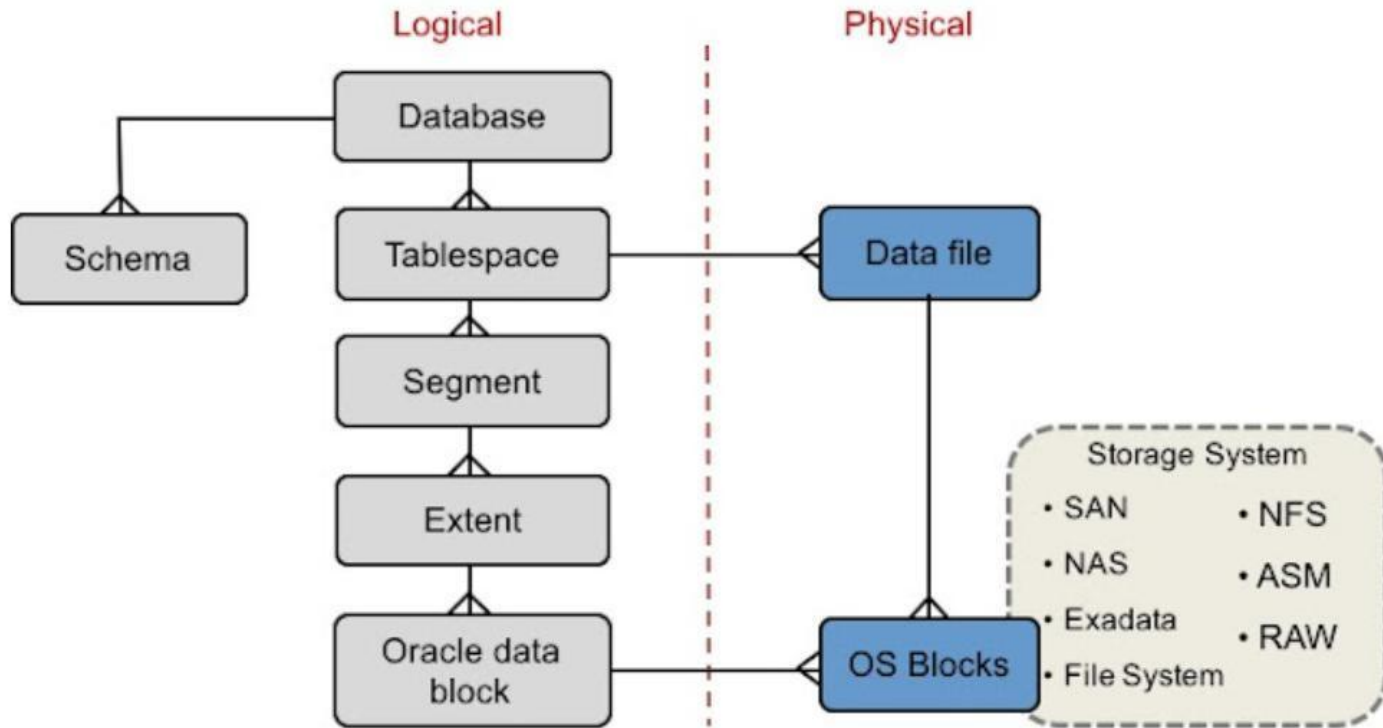 Logical
Physical
Database
Schema
Tablespace
Data file
Segment
Extent
Oracle data
block
OS Blocks
Storage System
• SAN
• NAS
• Exadata
• File System
• NFS
• ASM
• RAW